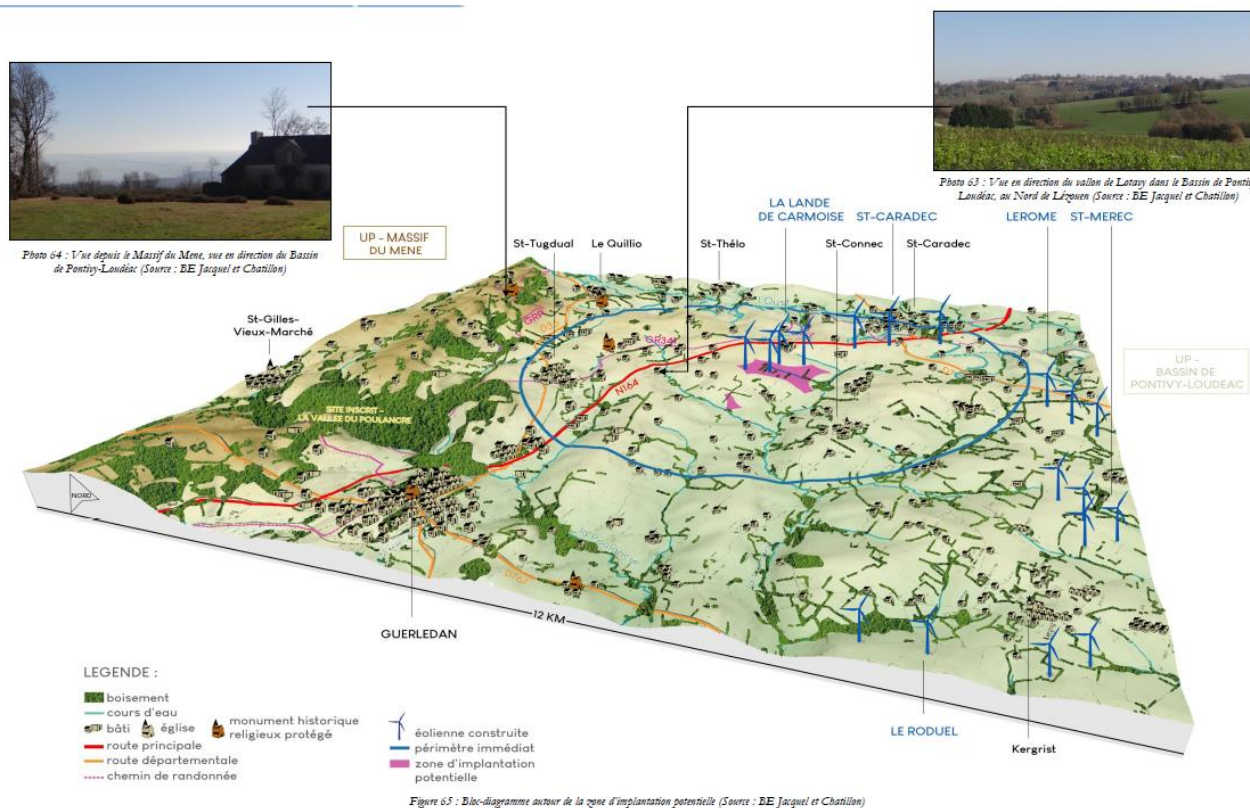 Photo 64 : Vue depuis le Massif du Mene, vue en direction du Bassin
de Pontivy-Loudéac (Source : BE Jacquel et Chatillon)
Photo 63 : Vue en direction du vallon de Lotavy dans le Bassin de Pontivy
Loudéac, au Nord de Lézouen (Source : BE Jacquel et Chatillon)
UP - MASSIF
DU MENE
St-Tugdual
Le Quillio
St-Thélo
LA LANDE
DE CARMOISE
ST-CARADEC
St-Connec
St-Caradec
LEROME
ST-MEREC
St-Gilles-
Vieux-Marché
UP -
BASSIN DE
PONTIVY-LOUDEAC
L'Oust
GR341
N164
SITE INSCRIT
LA VALLÉE DU POULANCRE
NORD
D767
12 KM
GUERLEDAN
LE RODUEL
Kergrist
LEGENDE :
boisement
cours d'eau
bâti
église
monument historique
religieux protégé
route principale
route départementale
chemin de randonnée
éolienne construite
périmètre immédiat
zone d'implantation
potentielle
Figure 65 : Bloc-diagramme autour de la zone d'implantation potentielle (Source : BE Jacquel et Chatillon)